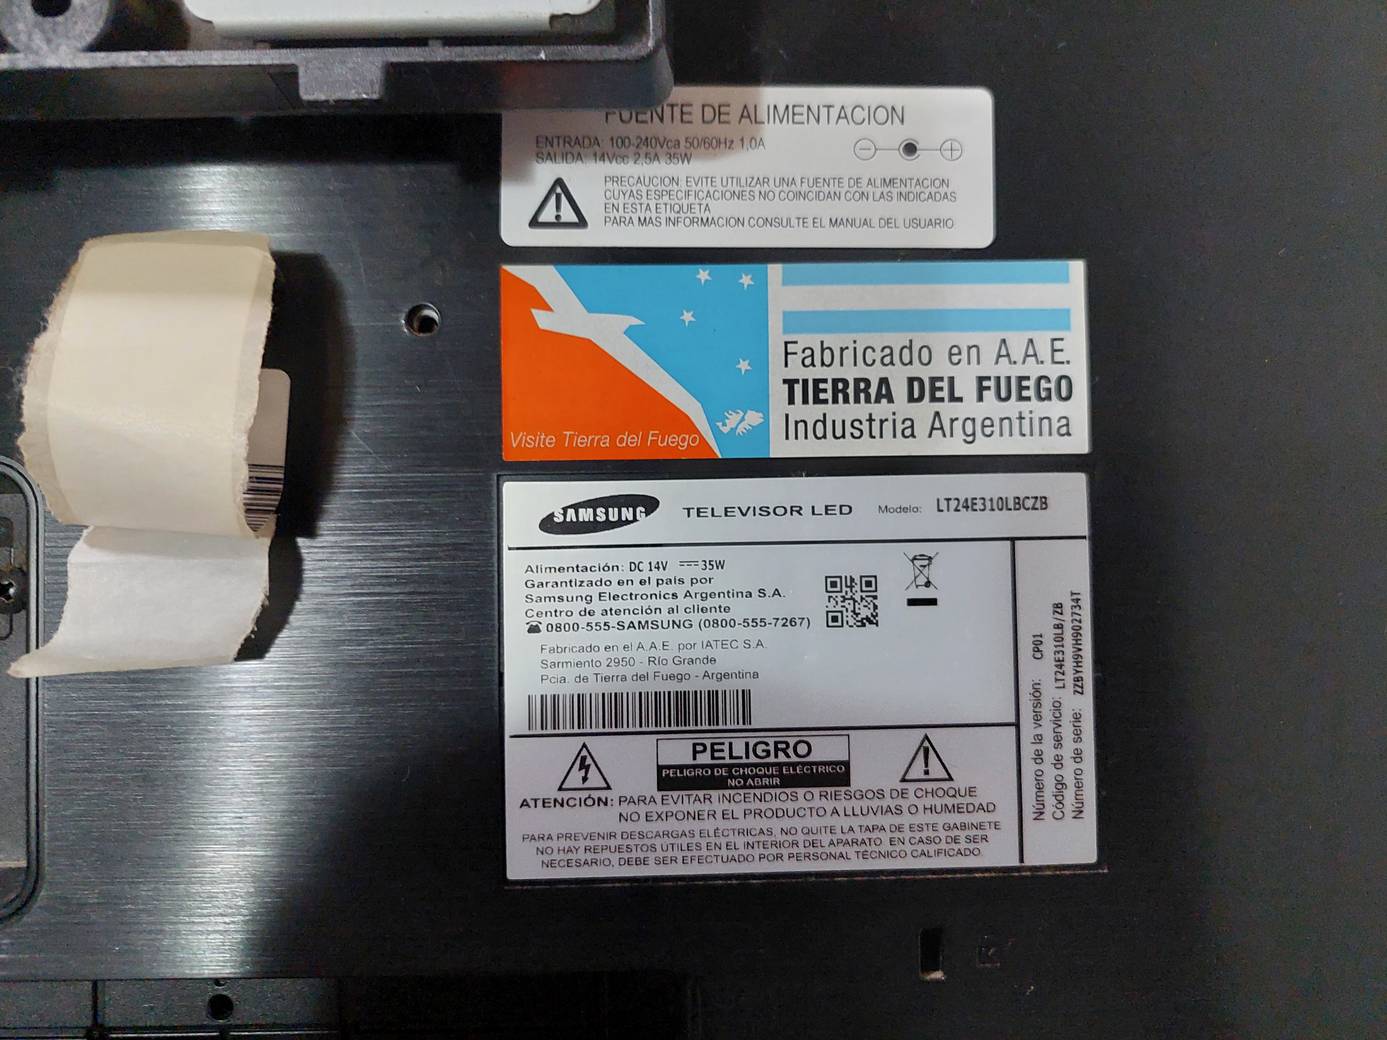 FUENTE DE ALIMENTACION
ENTRADA: 100-240Vca 50/60Hz 1,0A
SALIDA: 14Vcc 2,5A 35W
PRECAUCION: EVITE UTILIZAR UNA FUENTE DE ALIMENTACION
CUYAS ESPECIFICACIONES NO COINCIDAN CON LAS INDICADAS
EN ESTA ETIQUETA
PARA MAS INFORMACION CONSULTE EL MANUAL DEL USUARIO
Visite Tierra del Fuego
Fabricado en A.A.E.
TIERRA DEL FUEGO
Industria Argentina
SAMSUNG TELEVISOR LED Modelo: LT24E310LBCZB
Alimentación: DC 14V ⎓ 35W
Garantizado en el país por
Samsung Electronics Argentina S.A.
Centro de atención al cliente
☎ 0800-555-SAMSUNG (0800-555-7267)
Fabricado en el A.A.E. por IATEC S.A.
Sarmiento 2950 - Río Grande
Pcia. de Tierra del Fuego - Argentina
PELIGRO
PELIGRO DE CHOQUE ELÉCTRICO
NO ABRIR
ATENCIÓN: PARA EVITAR INCENDIOS O RIESGOS DE CHOQUE
NO EXPONER EL PRODUCTO A LLUVIAS O HUMEDAD
PARA PREVENIR DESCARGAS ELÉCTRICAS, NO QUITE LA TAPA DE ESTE GABINETE
NO HAY REPUESTOS ÚTILES EN EL INTERIOR DEL APARATO. EN CASO DE SER
NECESARIO, DEBE SER EFECTUADO POR PERSONAL TÉCNICO CALIFICADO.
Número de la versión: CP01
Código de servicio: LT24E310LB/ZB
Número de serie: ZZBYH9VH902734T